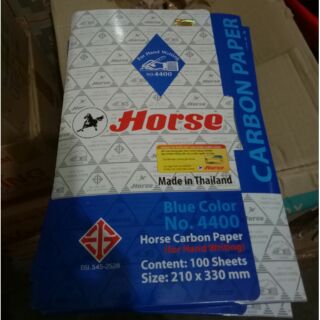 For Hand Writing
NO. 4400
CARBON PAPER
Horse
Horse
Made in Thailand
Blue Color
No. 4400
Horse Carbon Paper
(for Hand Writing)
Content: 100 Sheets
Size: 210 x 330 mm